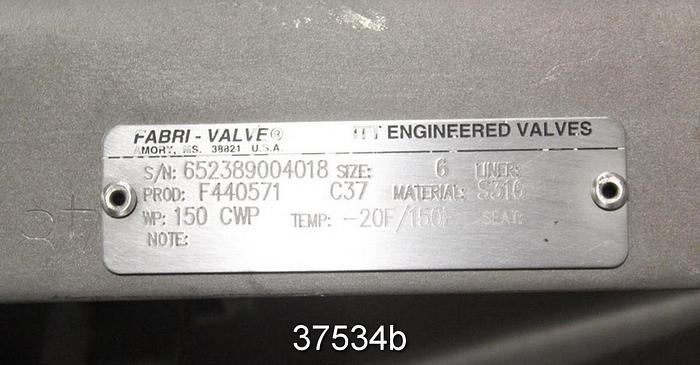 FABRI - VALVE® ITT ENGINEERED VALVES
AMORY, MS. 38821 U.S.A.
S/N: 652389004018 SIZE: 6 LINER:
PROD: F440571 C37 MATERIAL: S316
WP: 150 CWP TEMP: -20F/150F SEAT:
NOTE:
37534b